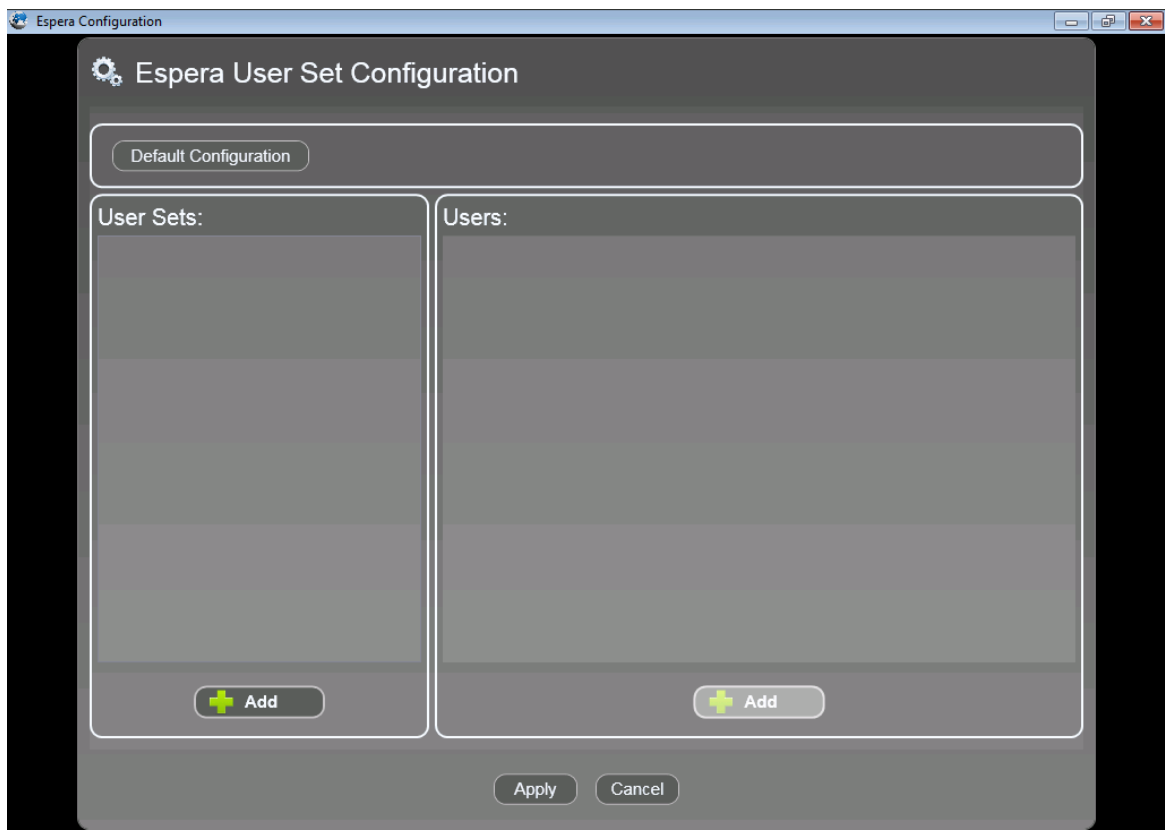 Espera Configuration
Espera User Set Configuration
Default Configuration
User Sets:
Users:
Add
Add
Apply
Cancel